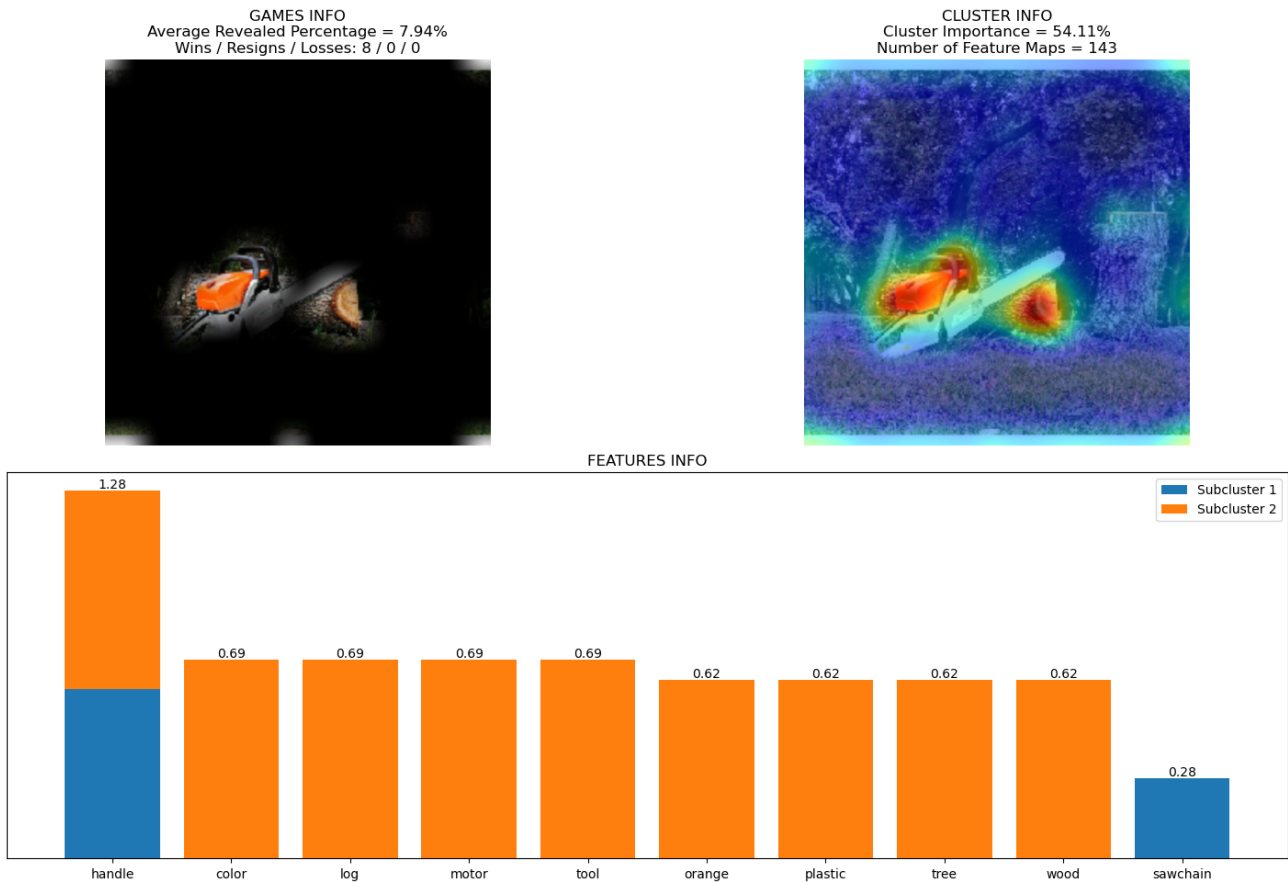 GAMES INFO
Average Revealed Percentage = 7.94%
Wins / Resigns / Losses: 8 / 0 / 0
CLUSTER INFO
Cluster Importance = 54.11%
Number of Feature Maps = 143
FEATURES INFO
Subcluster 1
Subcluster 2
1.28
0.69
0.69
0.69
0.69
0.62
0.62
0.62
0.62
0.28
handle
color
log
motor
tool
orange
plastic
tree
wood
sawchain